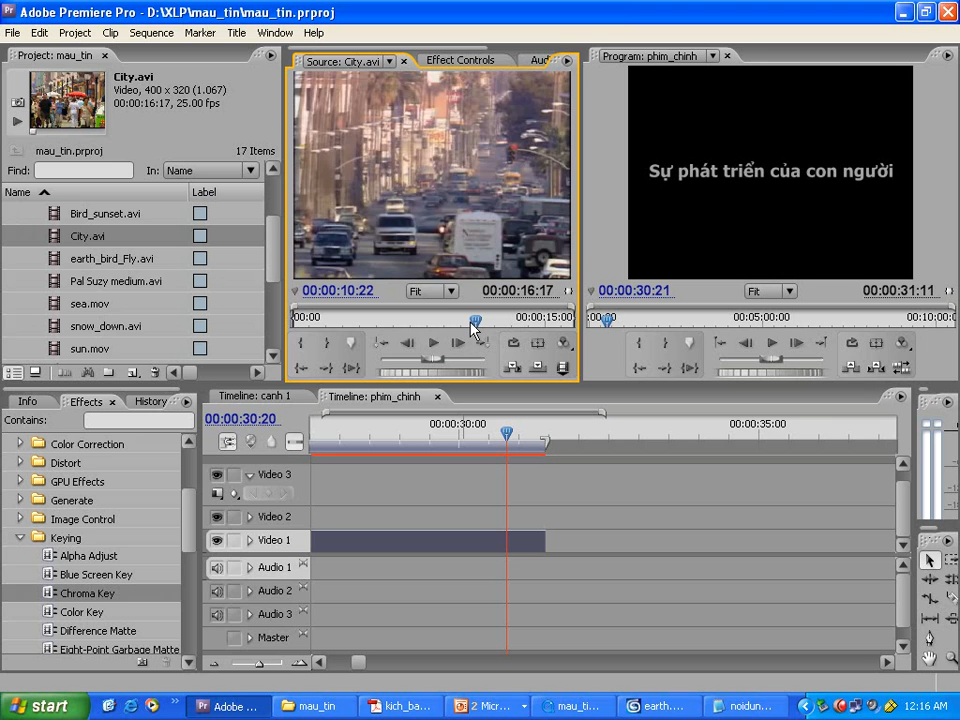 Adobe Premiere Pro - D:\XLP\mau_tin\mau_tin.prproj
File Edit Project Clip Sequence Marker Title Window Help
Project: mau_tin
City.avi
Video, 400 x 320 (1.067)
00:00:16:17, 25.00 fps
mau_tin.prproj 17 Items
Find: In: Name
Name Label
Bird_sunset.avi
City.avi
earth_bird_Fly.avi
Pal Suzy medium.avi
sea.mov
snow_down.avi
sun.mov
Source: City.avi Effect Controls Aud
00:00:10:22 Fit 00:00:16:17
00:00 00:00:15:00
Program: phim_chinh
Sự phát triển của con người
00:00:30:21 Fit 00:00:31:11
00:00 00:05:00:00 00:10:00:0
Info Effects History
Contains:
Color Correction
Distort
GPU Effects
Generate
Image Control
Keying
Alpha Adjust
Blue Screen Key
Chroma Key
Color Key
Difference Matte
Eight-Point Garbage Matte
Timeline: canh 1 Timeline: phim_chinh
00:00:30:20 00:00:30:00 00:00:35:00
Video 3
Video 2
Video 1
Audio 1
Audio 2
Audio 3
Master
start Adobe ... mau_tin kich_ba... 2 Micr... mau_ti... earth.... noidun... 12:16 AM